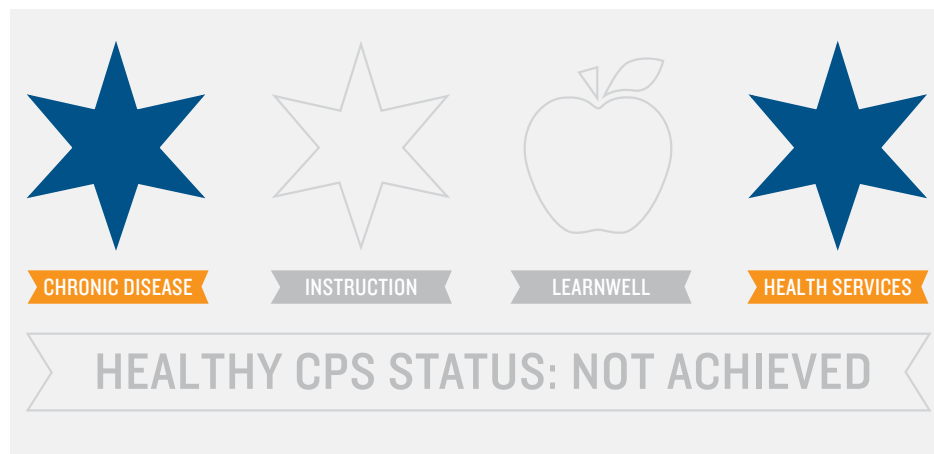 CHRONIC DISEASE
INSTRUCTION
LEARNWELL
HEALTH SERVICES
HEALTHY CPS STATUS: NOT ACHIEVED